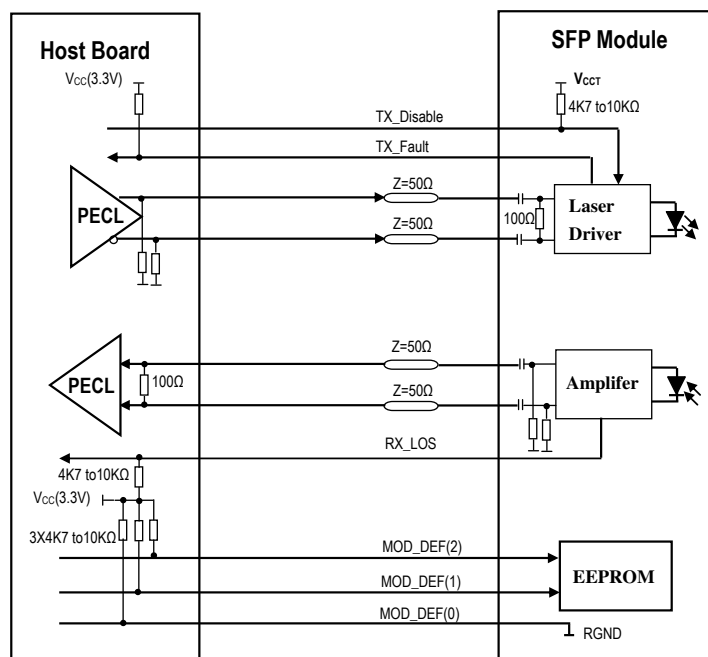 Host Board
SFP Module
VCC(3.3V)
VCCT
4K7 to10KΩ
TX_Disable
TX_Fault
Z=50Ω
PECL
Z=50Ω
100Ω
Laser
Driver
Z=50Ω
PECL
100Ω
Z=50Ω
Amplifer
RX_LOS
4K7 to10KΩ
VCC(3.3V)
3X4K7 to10KΩ
MOD_DEF(2)
EEPROM
MOD_DEF(1)
MOD_DEF(0)
RGND